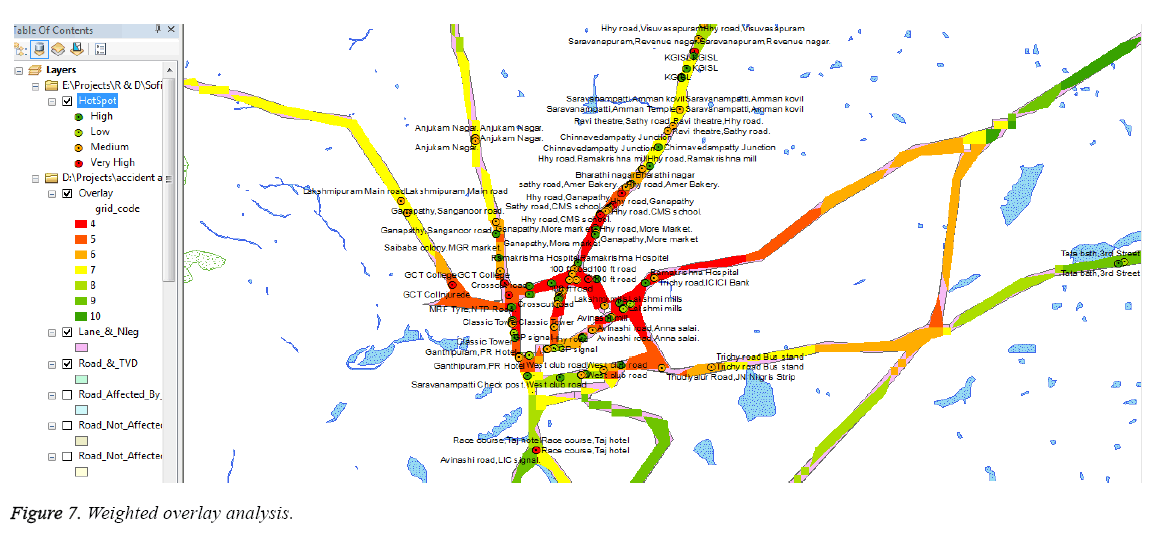 Table Of Contents
Layers
E:\Projects\R & D\Sofi
HotSpot
High
Low
Medium
Very High
D:\Projects\accident a
Overlay
grid_code
4
5
6
7
8
9
10
Lane_&_Nleg
Road_&_TVD
Road_Affected_By_
Road_Not_Affected
Road_Not_Affected
Hhy road,Visuvasapuram
Hhy road,Visuvasapuram
Saravanapuram,Revenue nagar
Saravanapuram,Revenue nagar.
KGISL
KGISL
KGISL
KGISL
Saravanampatti,Amman kovil
Saravanampatti,Amman kovil
Saravanampatti,Amman Temple
Saravanampatti,Amman kovil
Ravi theatre,Sathy road.
Ravi theatre,Hhy road.
Ravi theatre,Sathy road.
Anjukam Nagar.
Anjukam Nagar.
Anjukam Nagar.
Chinnavedampatty Junction
Chinnavedampatty Junction
Chinnavedampatty Junction
Hhy road,Ramakrishna mill
Hhy road,Ramakrishna mill
Bharathi nagar
Bharathi nagar
sathy road,Amer Bakery.
road,Amer Bakery.
Lakshmipuram Main road
Lakshmipuram,Main road
Hhy road,Ganapathy
Hhy road,Ganapathy
Sathy road,CMS school
Hhy road,CMS school.
Ganapathy,Sanganoor road.
Hhy road,CMS school.
Ganapathy,Sanganoor road
Ganapathy,More market
Hhy road,More Market.
Ganapathy,More market
Saibaba colony,MGR market.
Ganapathy,More market
Ramakrishna Hospital
Ramakrishna Hospital
100 ft road
100 ft road
100 ft road
Ramakrishna Hospital
GCT College
GCT College
Trichy road,ICICI Bank
Crosscut road
Crosscut road
MRF Tyre,NTP Road
Lakshmi mills
Lakshmi mills
Avinashi mill
Classic Tower
Classic Tower
Classic Tower
Avinashi road,Anna salai.
Avinashi road,Anna salai.
GP signal
Hhy road
GP signal
Ganthipuram,PR Hotel
Ganthipuram,PR Hotel
West club road
West club road
West club road
West club road
Saravanampatti Check post.
Trichy road Bus stand
Trichy road Bus stand
Thudiyalur Road,JN Nilgris Strip
Tata bath,3rd Street
Tata bath,3rd Street
Race course,Taj hotel
Race course,Taj hotel
Race course,Taj hotel
Avinashi road,LIC signal.
Figure 7. Weighted overlay analysis.